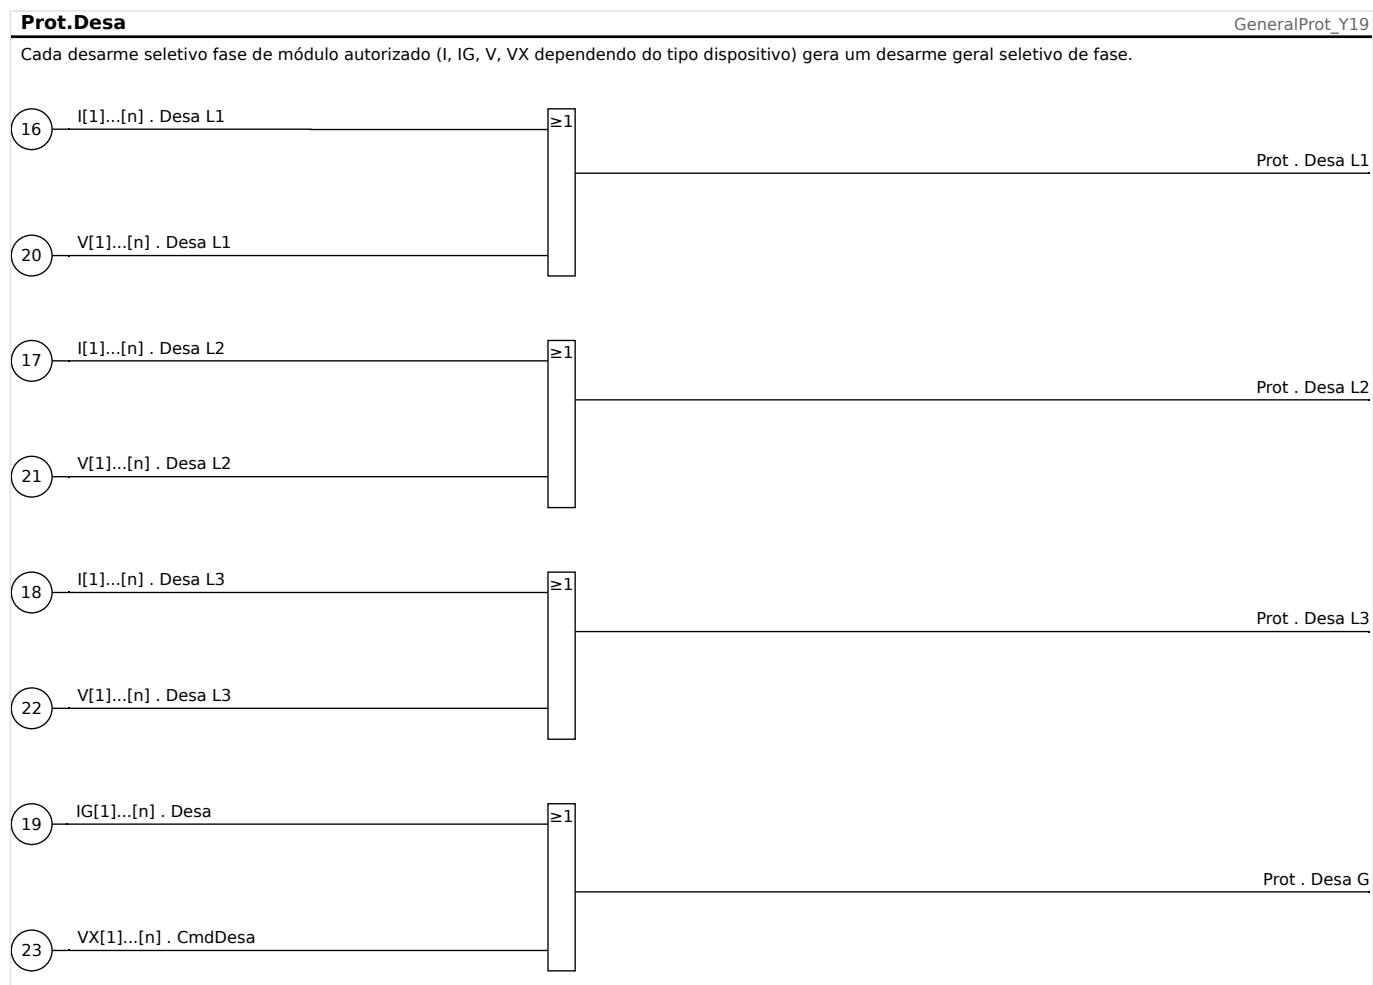 Prot.Desa
GeneralProt_Y19
Cada desarme seletivo fase de módulo autorizado (I, IG, V, VX dependendo do tipo dispositivo) gera um desarme geral seletivo de fase.
16
I[1]...[n] . Desa L1
≥1
Prot . Desa L1
20
V[1]...[n] . Desa L1
17
I[1]...[n] . Desa L2
≥1
Prot . Desa L2
21
V[1]...[n] . Desa L2
18
I[1]...[n] . Desa L3
≥1
Prot . Desa L3
22
V[1]...[n] . Desa L3
19
IG[1]...[n] . Desa
≥1
Prot . Desa G
23
VX[1]...[n] . CmdDesa